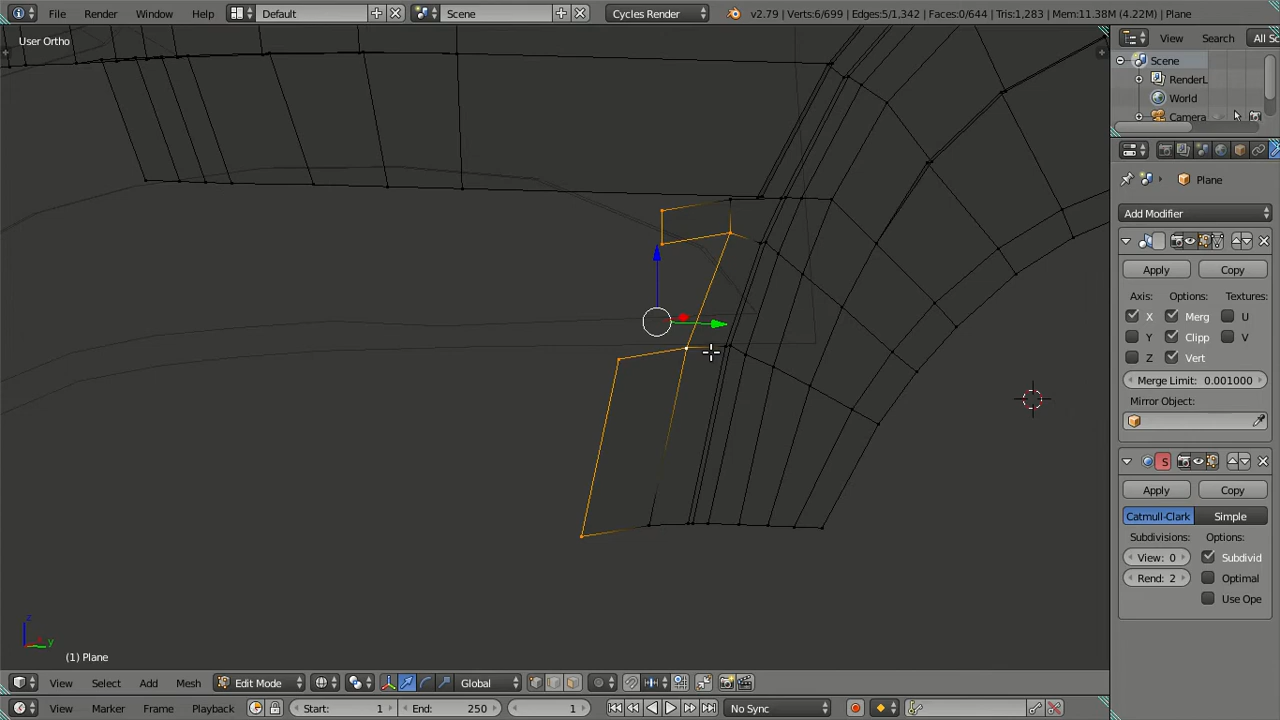 File Render Window Help Default Scene Cycles Render v2.79 | Verts:6/699 | Edges:5/1,342 | Faces:0/644 | Tris:1,283 | Mem:11.38M (4.22M) | Plane
User Ortho
View Search All Sc
Scene
RenderL
World
Camera
Plane
Add Modifier
Apply Copy
Axis: Options: Textures:
X Merg U
Y Clipp V
Z Vert
Merge Limit: 0.001000
Mirror Object:
S
Apply Copy
Catmull-Clark Simple
Subdivisions: Options:
View: 0 Subdivid
Rend: 2 Optimal
Use Ope
z
y
(1) Plane
View Select Add Mesh Edit Mode Global
View Marker Frame Playback Start: 1 End: 250 1 No Sync